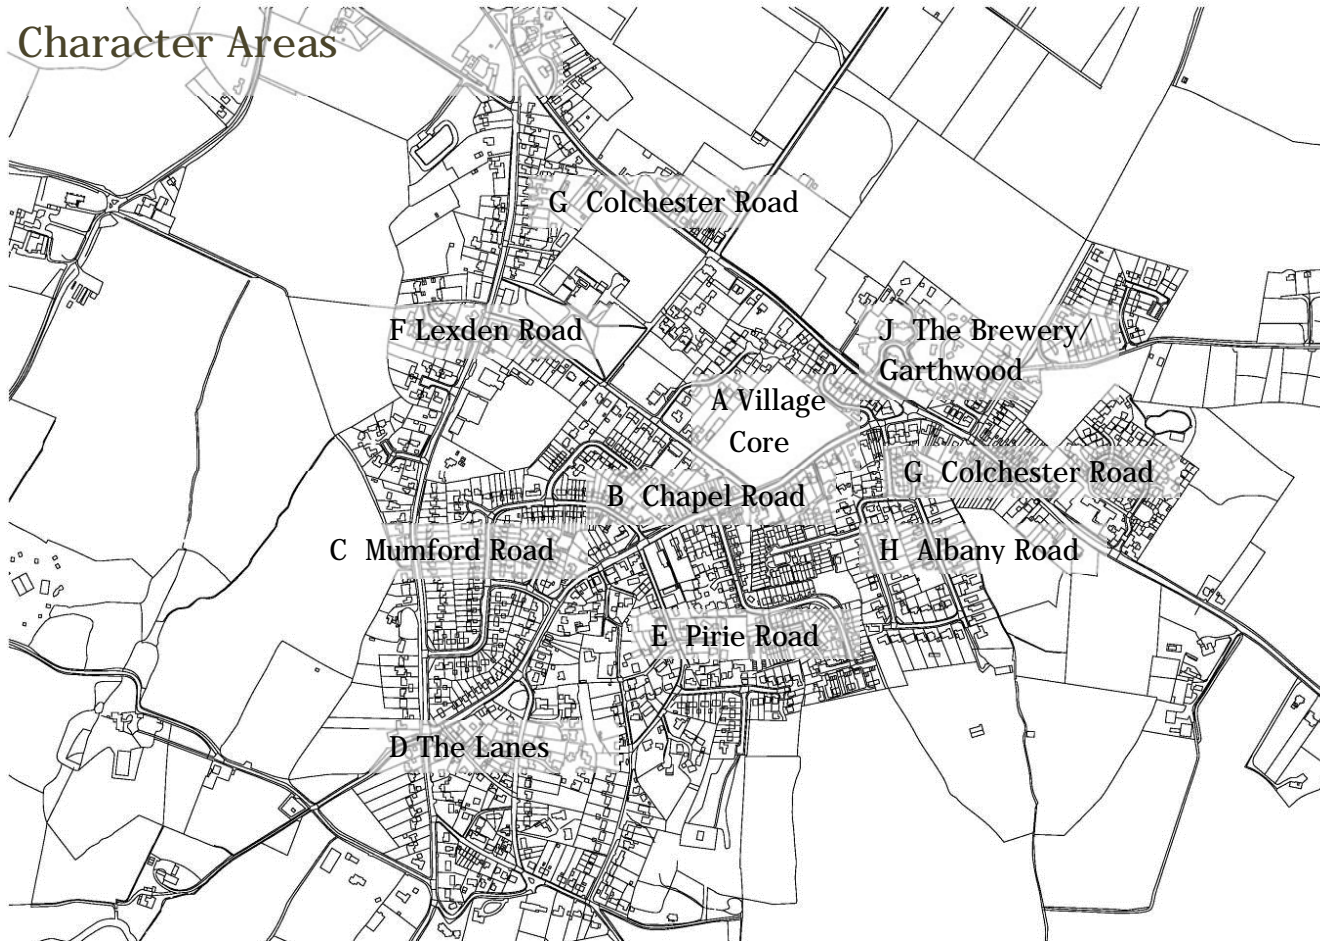 Character Areas
G Colchester Road
F Lexden Road
J The Brewery/
Garthwood
A Village
Core
G Colchester Road
B Chapel Road
C Mumford Road
H Albany Road
E Pirie Road
D The Lanes